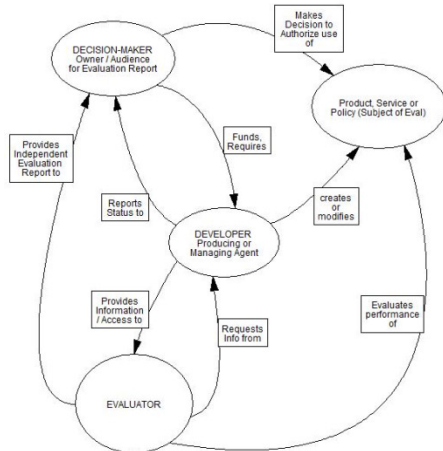 Makes
Decision to
Authorize use
of
DECISION-MAKER
Owner / Audience
for Evaluation Report
Product, Service or
Policy (Subject of Eval)
Provides
Independent
Evaluation
Report to
Funds,
Requires
Reports
Status to
creates
or
modifies
DEVELOPER
Producing or
Managing Agent
Provides
Information
/ Access to
Requests
Info from
Evaluates
performance
of
EVALUATOR